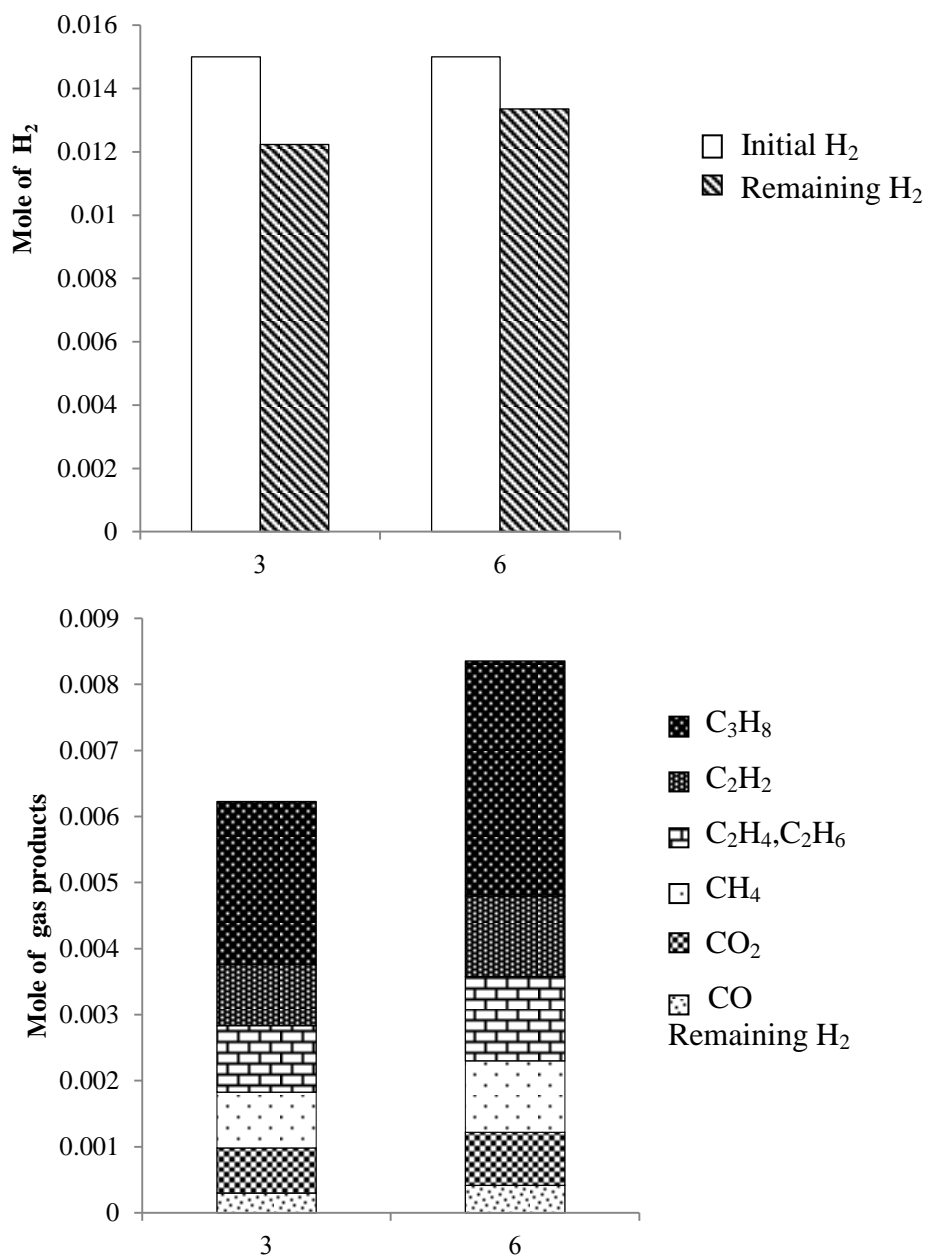 0.016
0.014
0.012
0.01
0.008
0.006
0.004
0.002
0
Mole of H₂
3
6
Initial H₂
Remaining H₂
0.009
0.008
0.007
0.006
0.005
0.004
0.003
0.002
0.001
0
Mole of gas products
3
6
C₃H₈
C₂H₂
C₂H₄,C₂H₆
CH₄
CO₂
CO
Remaining H₂